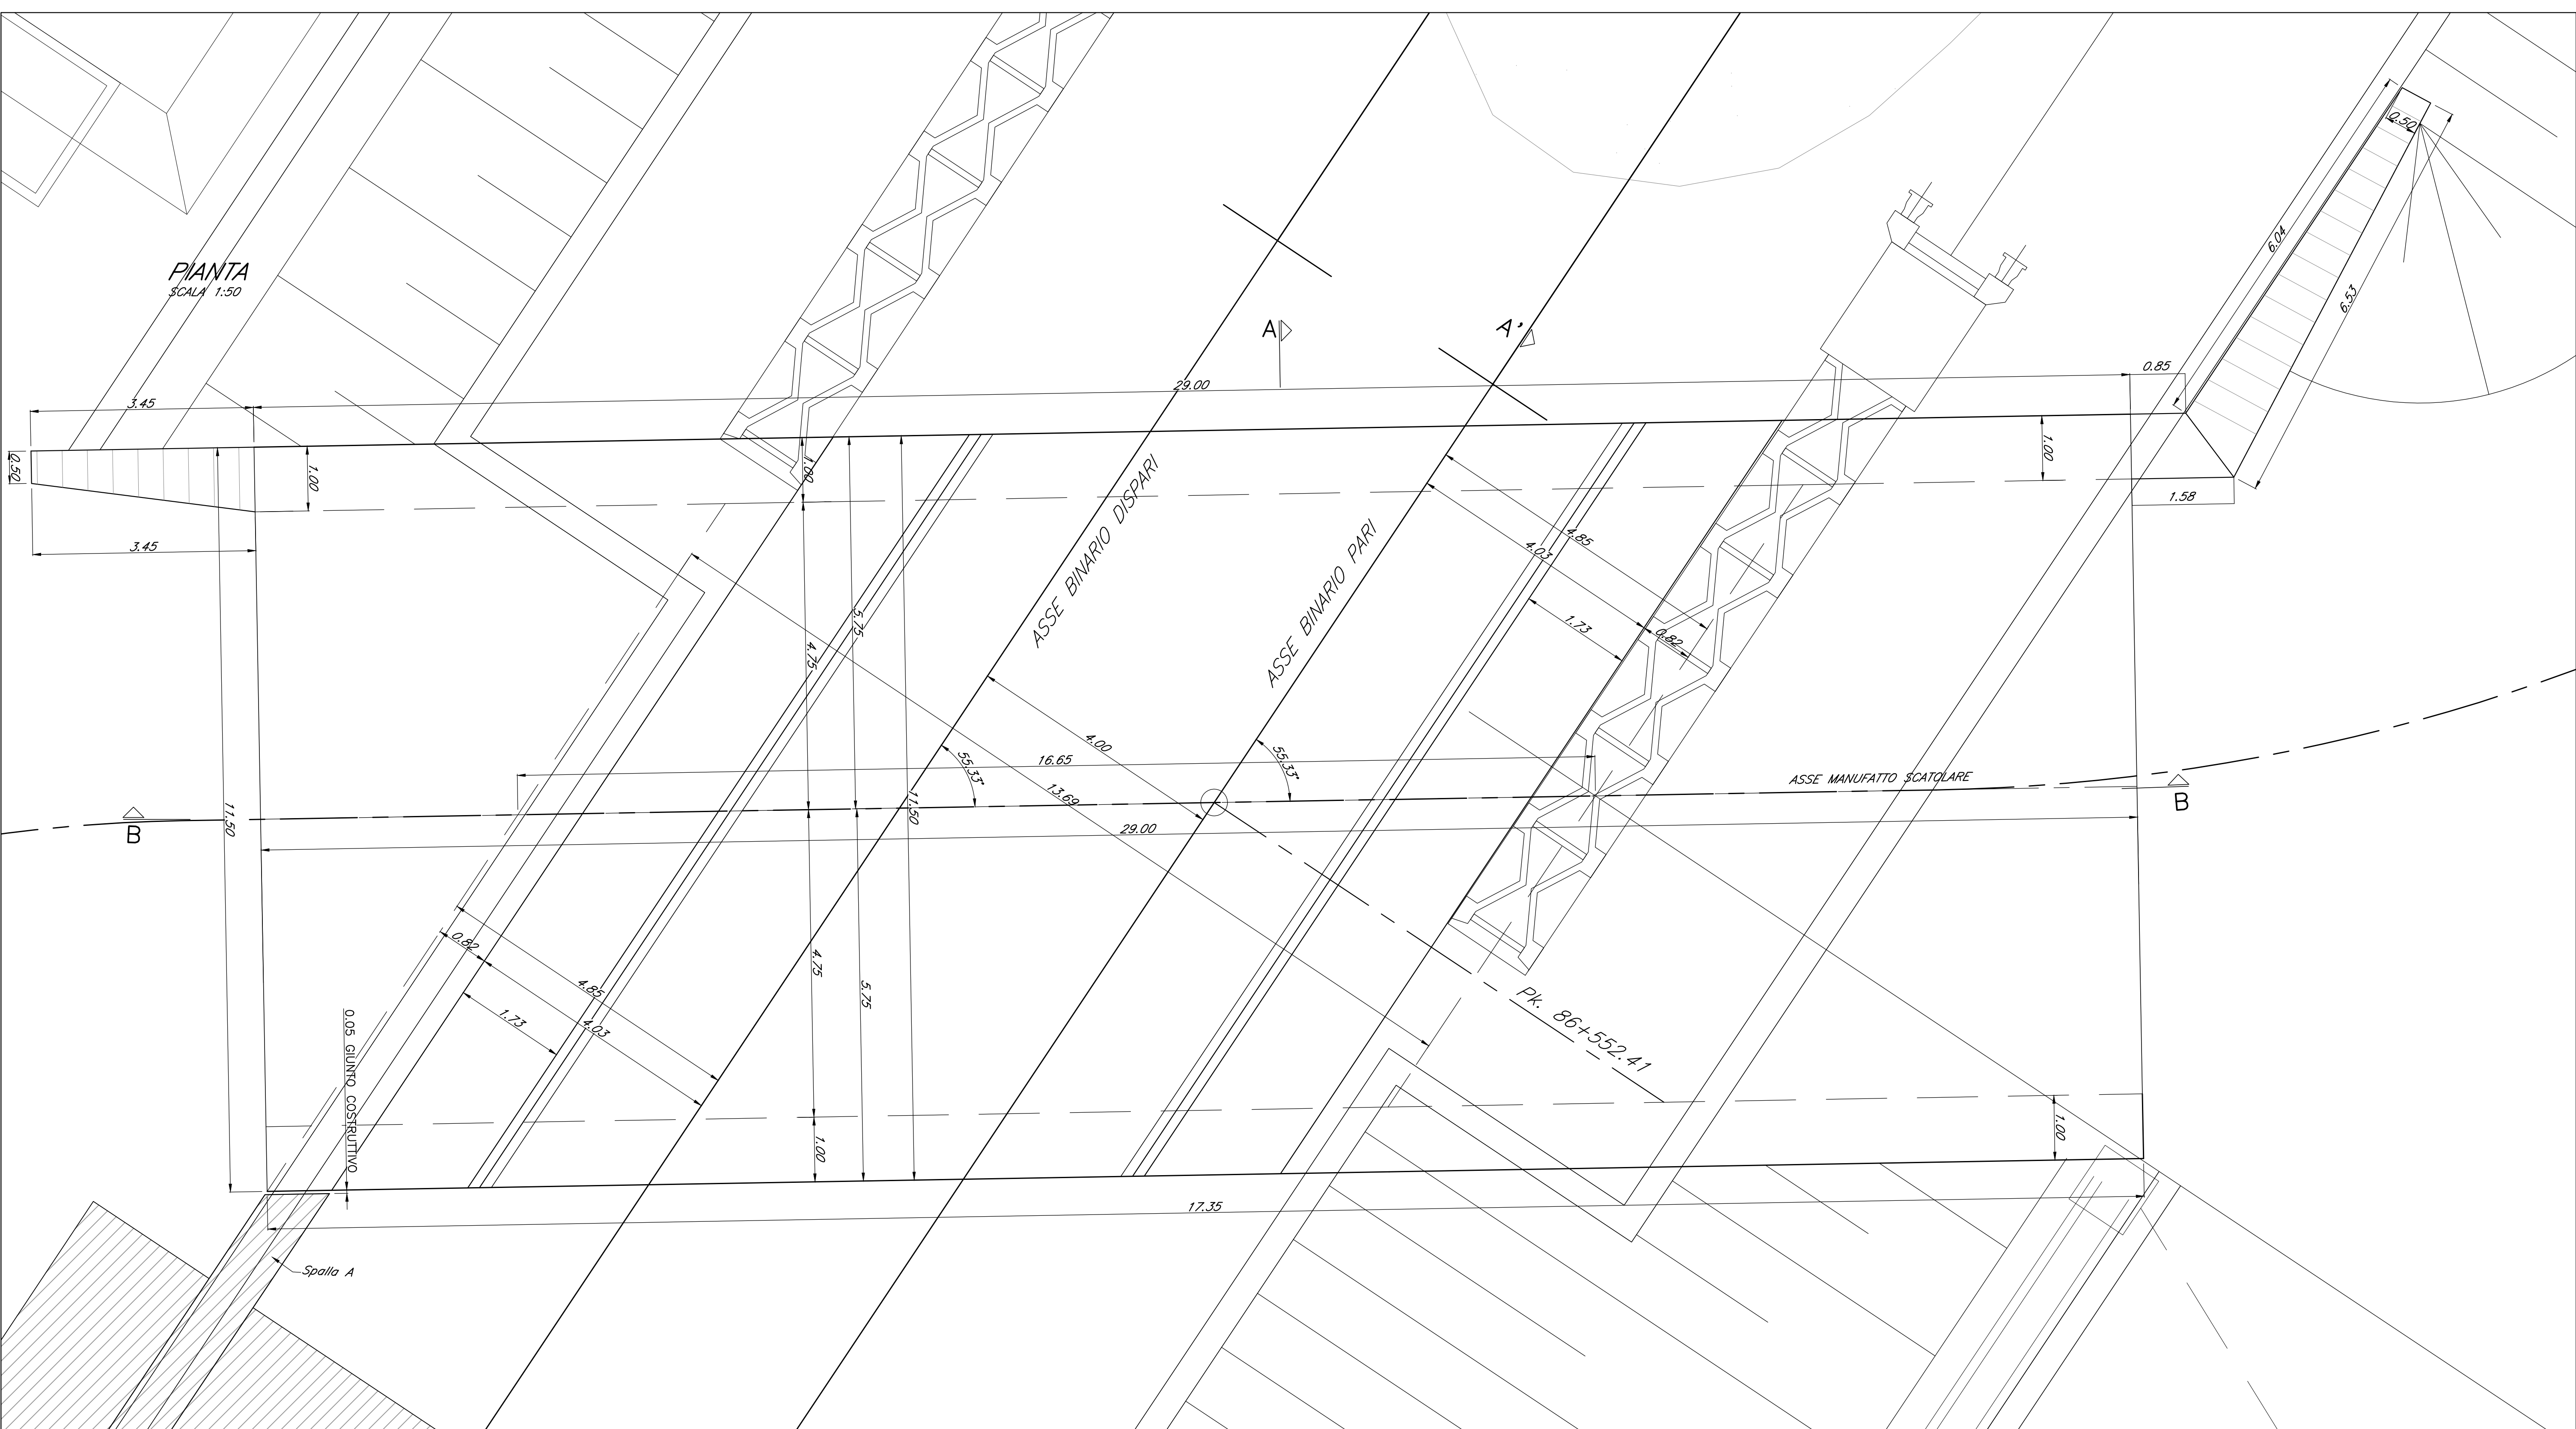 PIANTA
SCALA 1:50
0.50
6.04
6.53
A
A'
29.00
0.85
3.45
0.50
1.00
1.00
1.00
1.58
3.45
ASSE BINARIO DISPARI
ASSE BINARIO PARI
4.85
4.03
1.73
0.82
5.75
4.75
4.00
16.65
55.33°
55.33°
13.69
11.50
11.50
29.00
ASSE MANUFATTO SCATOLARE
B
B
0.82
4.85
4.03
1.73
4.75
5.75
Pk. 86+552.41
0.05 GIUNTO COSTRUTTIVO
1.00
1.00
17.35
Spalla A